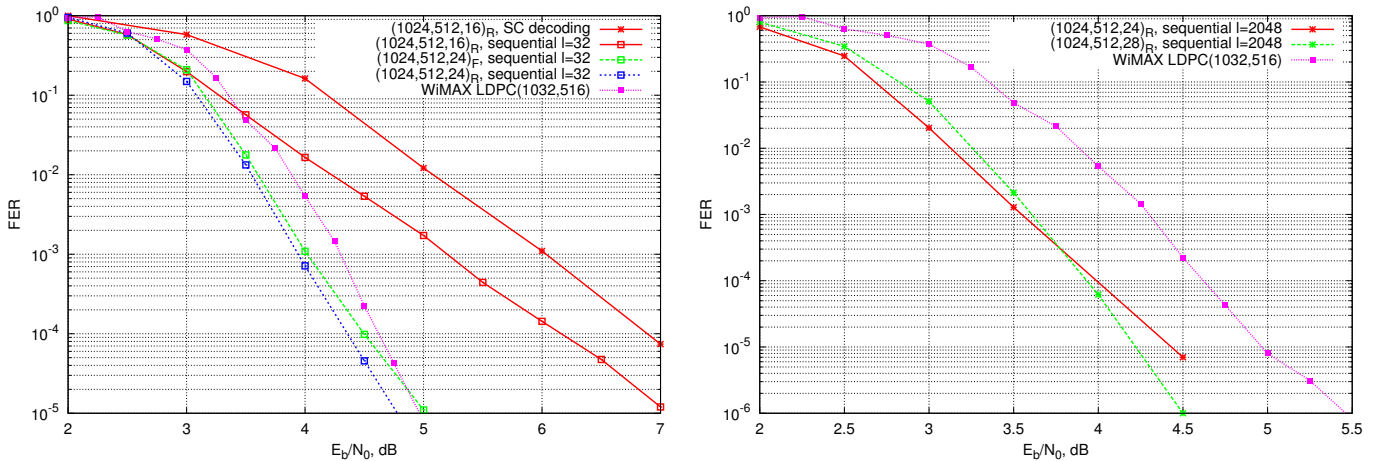 (1024,512,16)R, SC decoding
(1024,512,16)R, sequential l=32
(1024,512,24)F, sequential l=32
(1024,512,24)R, sequential l=32
WiMAX LDPC(1032,516)
FER
10^0
10^-1
10^-2
10^-3
10^-4
10^-5
2 3 4 5 6 7
Eb/N0, dB
(1024,512,24)R, sequential l=2048
(1024,512,28)R, sequential l=2048
WiMAX LDPC(1032,516)
FER
10^0
10^-1
10^-2
10^-3
10^-4
10^-5
10^-6
2 2.5 3 3.5 4 4.5 5 5.5
Eb/N0, dB